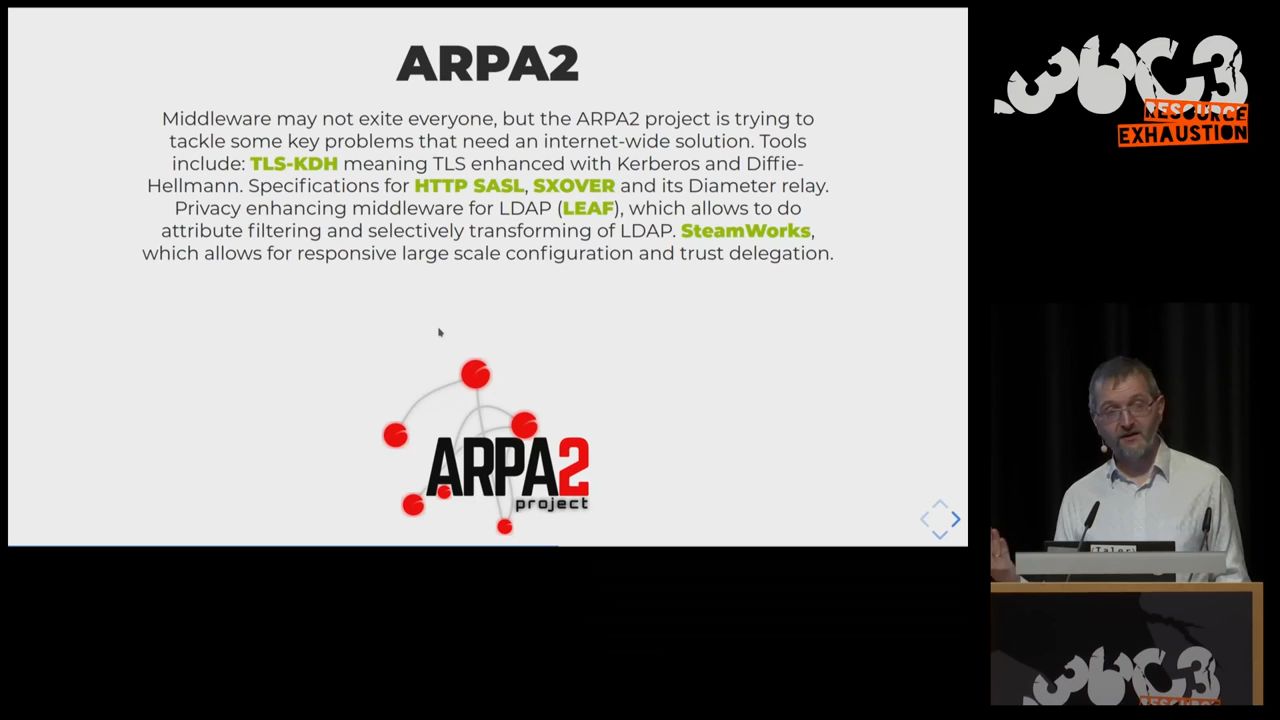 ARPA2
Middleware may not exite everyone, but the ARPA2 project is trying to
tackle some key problems that need an internet-wide solution. Tools
include: TLS-KDH meaning TLS enhanced with Kerberos and Diffie-
Hellmann. Specifications for HTTP SASL, SXOVER and its Diameter relay.
Privacy enhancing middleware for LDAP (LEAF), which allows to do
attribute filtering and selectively transforming of LDAP. SteamWorks,
which allows for responsive large scale configuration and trust delegation.
ARPA2
project
36C3
RESOURCE
EXHAUSTION
Taler
36C3
RESOURCE